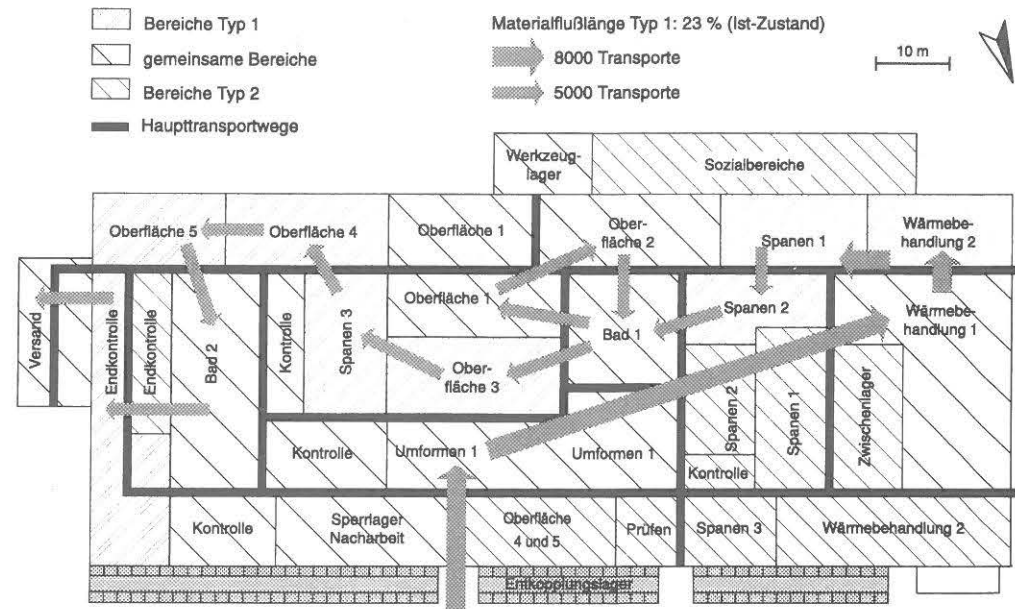 Bereiche Typ 1
gemeinsame Bereiche
Bereiche Typ 2
Haupttransportwege
Materialflußlänge Typ 1: 23 % (Ist-Zustand)
8000 Transporte
5000 Transporte
10 m
Werkzeug-
lager
Sozialbereiche
Oberfläche 5
Oberfläche 4
Oberfläche 1
Ober-
fläche 2
Spanen 1
Wärmebe-
handlung 2
Versand
Endkontrolle
Endkontrolle
Bad 2
Kontrolle
Spanen 3
Oberfläche 1
Ober-
fläche 3
Bad 1
Spanen 2
Wärmebe-
handlung 1
Spanen 2
Spanen 1
Zwischenlager
Kontrolle
Kontrolle
Umformen 1
Umformen 1
Kontrolle
Sperrlager
Nacharbeit
Oberfläche
4 und 5
Prüfen
Spanen 3
Wärmebehandlung 2
Entkopplungslager